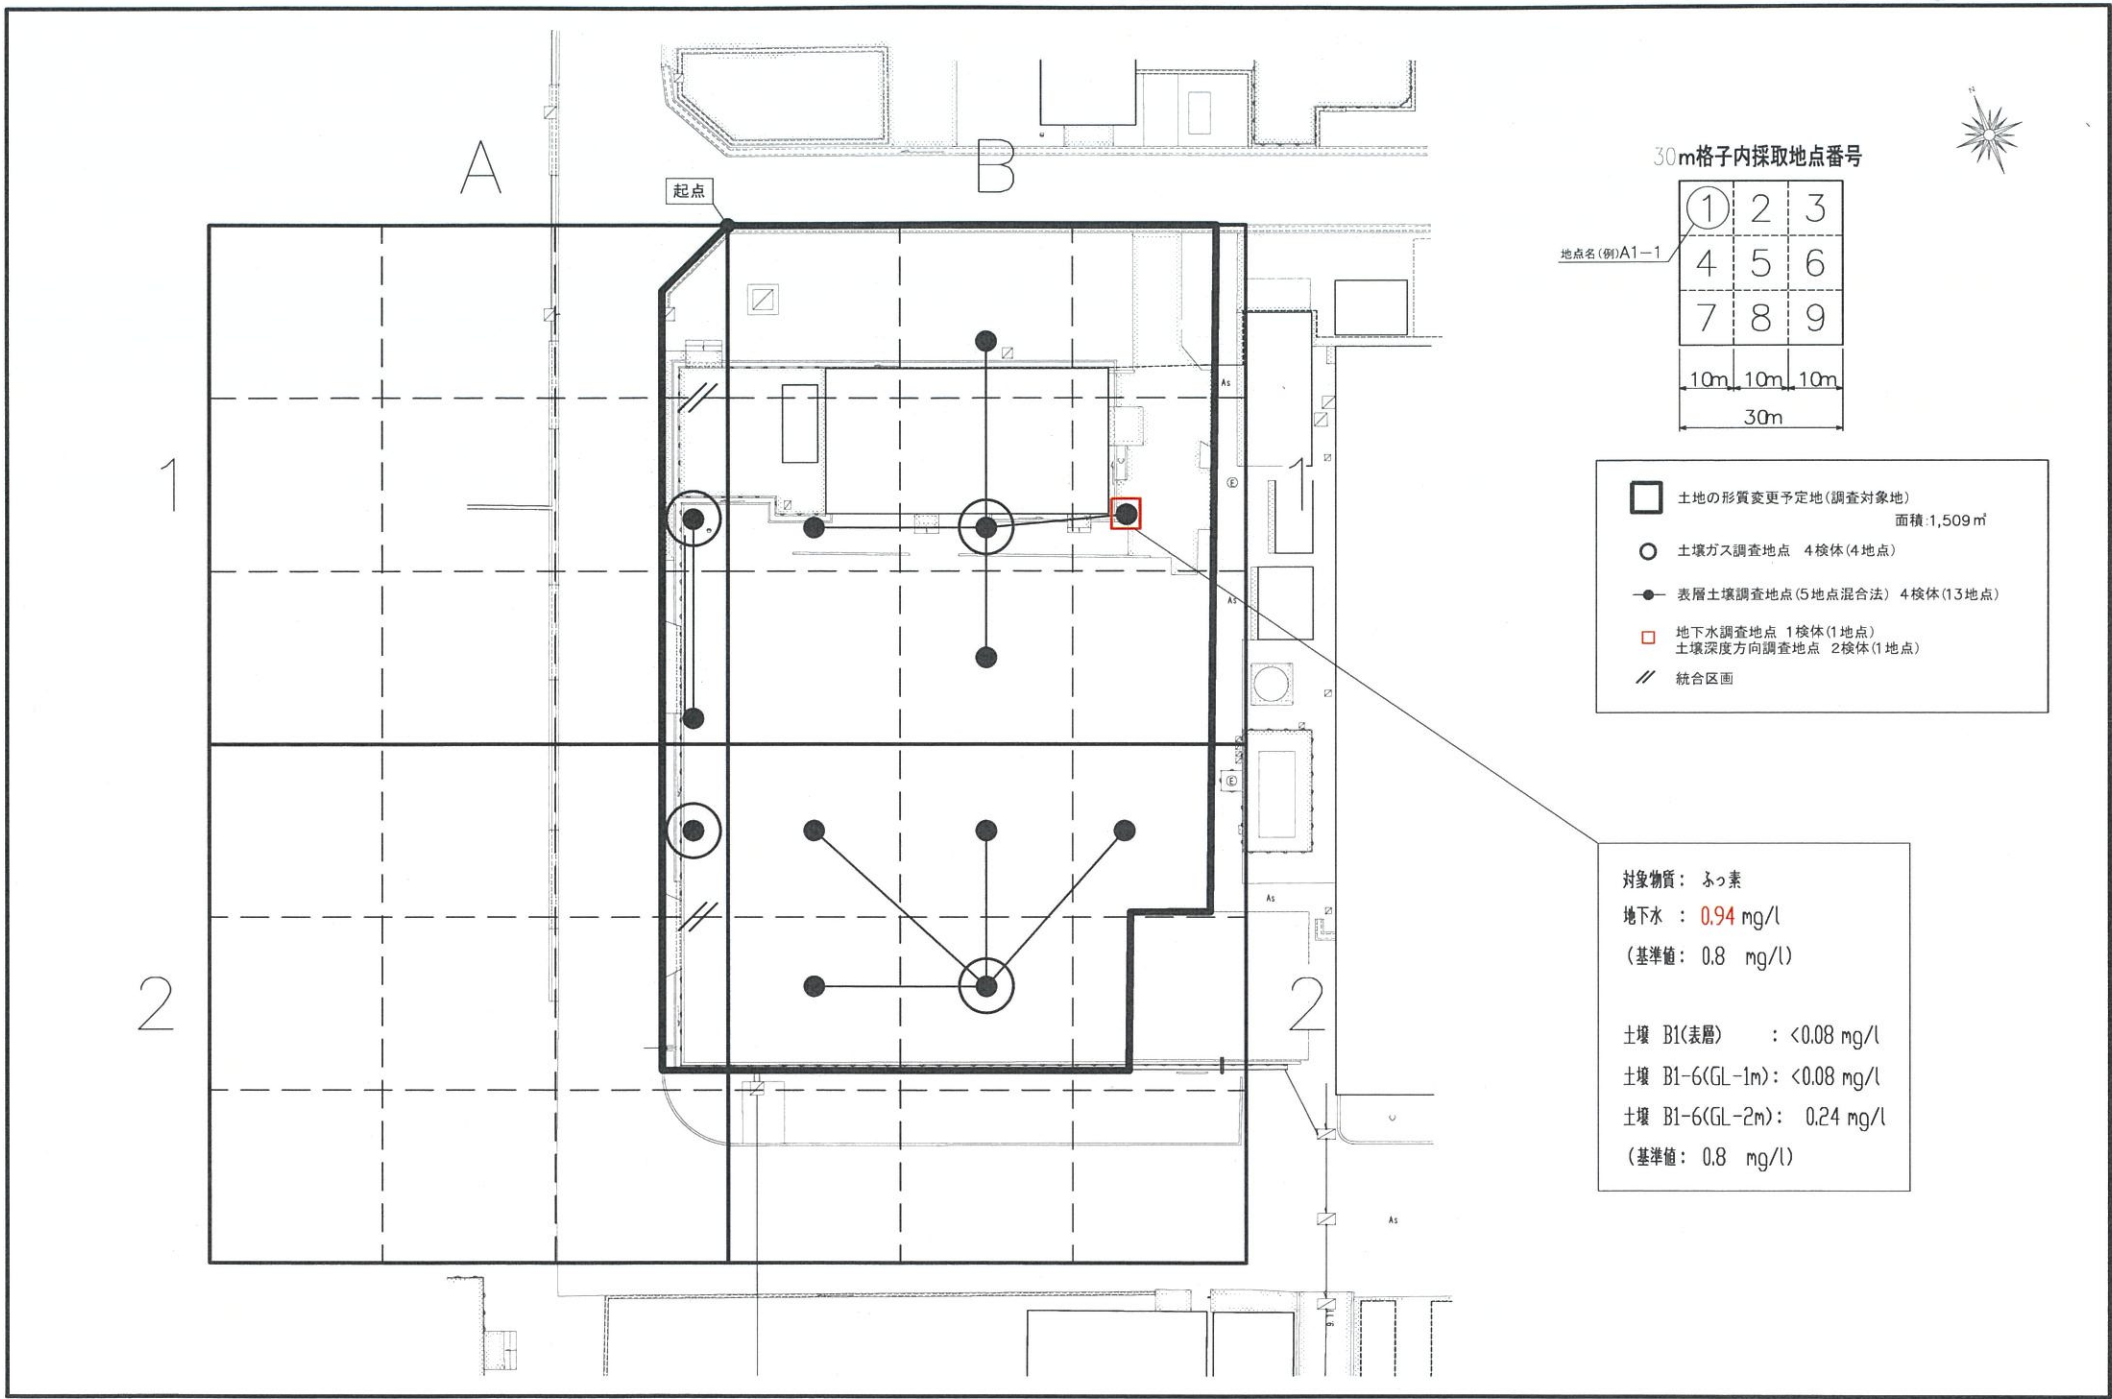 N
30m格子内採取地点番号
A
B
起点
① 2 3
地点名(例)A1-1
4 5 6
7 8 9
10m 10m 10m
30m
As
1
1
E
土地の形質変更予定地(調査対象地)
面積:1,509㎡
土壌ガス調査地点 4検体(4地点)
表層土壌調査地点(5地点混合法) 4検体(13地点)
地下水調査地点 1検体(1地点)
土壌深度方向調査地点 2検体(1地点)
統合区画
As
E
As
2
2
対象物質: ふっ素
地下水 : 0.94 mg/l
(基準値: 0.8 mg/l)
土壌 B1(表層) : <0.08 mg/l
土壌 B1-6(GL-1m): <0.08 mg/l
土壌 B1-6(GL-2m): 0.24 mg/l
(基準値: 0.8 mg/l)
As